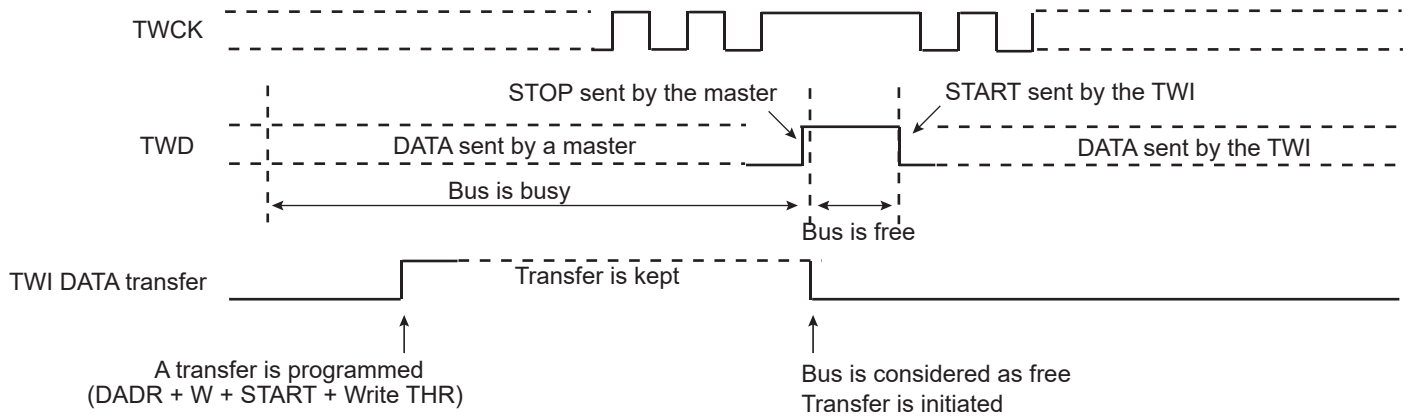 TWCK
STOP sent by the master
START sent by the TWI
TWD
DATA sent by a master
DATA sent by the TWI
Bus is busy
Bus is free
TWI DATA transfer
Transfer is kept
A transfer is programmed
(DADR + W + START + Write THR)
Bus is considered as free
Transfer is initiated